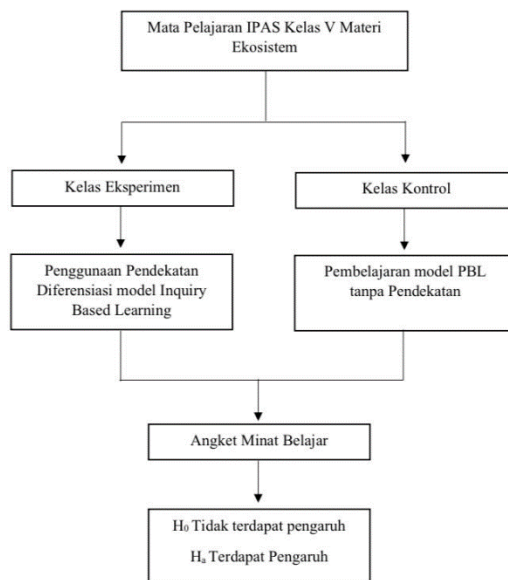 Mata Pelajaran IPAS Kelas V Materi
Ekosistem
Kelas Eksperimen
Kelas Kontrol
Penggunaan Pendekatan
Diferensiasi model Inquiry
Based Learning
Pembelajaran model PBL
tanpa Pendekatan
Angket Minat Belajar
H₀ Tidak terdapat pengaruh
Hₐ Terdapat Pengaruh